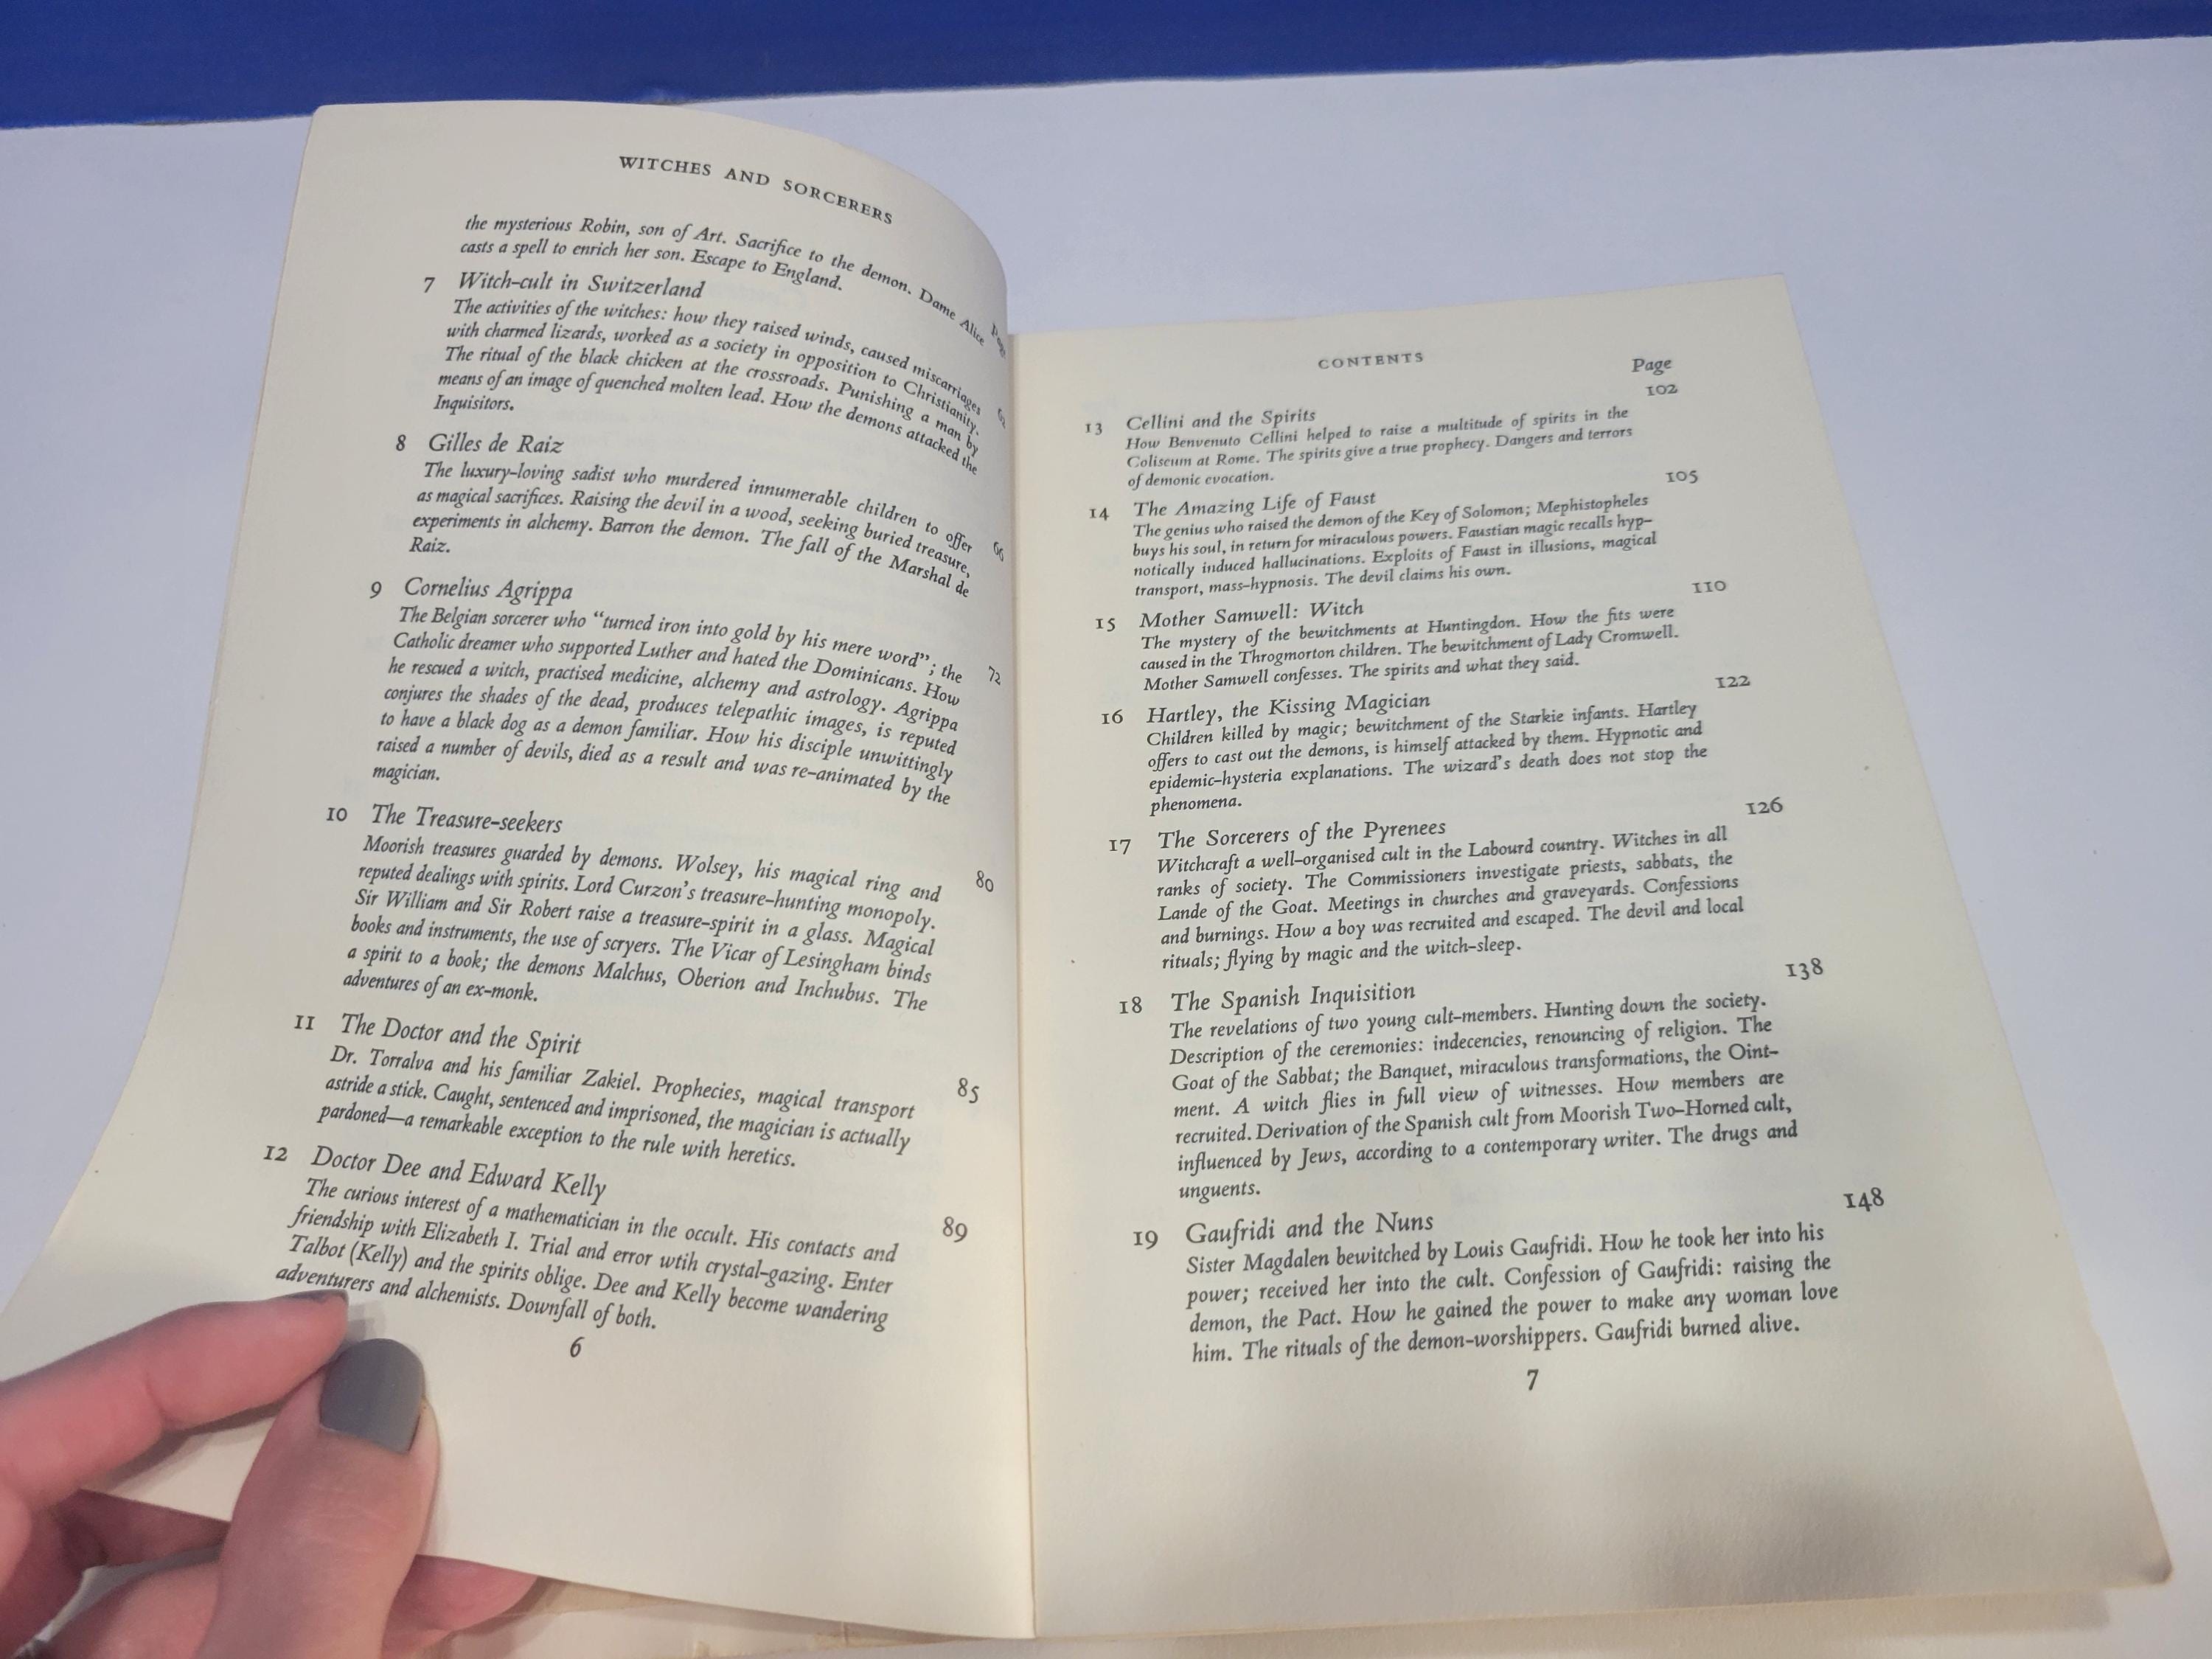 WITCHES AND SORCERERS
Page
the mysterious Robin, son of Art. Sacrifice to the demon. Dame Alice
casts a spell to enrich her son. Escape to England.
7 Witch-cult in Switzerland 62
The activities of the witches: how they raised winds, caused miscarriages
with charmed lizards, worked as a society in opposition to Christianity.
The ritual of the black chicken at the crossroads. Punishing a man by
means of an image of quenched molten lead. How the demons attacked the
Inquisitors.
8 Gilles de Raiz 66
The luxury-loving sadist who murdered innumerable children to offer
as magical sacrifices. Raising the devil in a wood, seeking buried treasure,
experiments in alchemy. Barron the demon. The fall of the Marshal de
Raiz.
9 Cornelius Agrippa 72
The Belgian sorcerer who "turned iron into gold by his mere word"; the
Catholic dreamer who supported Luther and hated the Dominicans. How
he rescued a witch, practised medicine, alchemy and astrology. Agrippa
conjures the shades of the dead, produces telepathic images, is reputed
to have a black dog as a demon familiar. How his disciple unwittingly
raised a number of devils, died as a result and was re-animated by the
magician.
10 The Treasure-seekers 80
Moorish treasures guarded by demons. Wolsey, his magical ring and
reputed dealings with spirits. Lord Curzon's treasure-hunting monopoly.
Sir William and Sir Robert raise a treasure-spirit in a glass. Magical
books and instruments, the use of scryers. The Vicar of Lesingham binds
a spirit to a book; the demons Malchus, Oberion and Inchubus. The
adventures of an ex-monk.
11 The Doctor and the Spirit 85
Dr. Torralva and his familiar Zakiel. Prophecies, magical transport
astride a stick. Caught, sentenced and imprisoned, the magician is actually
pardoned—a remarkable exception to the rule with heretics.
12 Doctor Dee and Edward Kelly 89
The curious interest of a mathematician in the occult. His contacts and
friendship with Elizabeth I. Trial and error wtih crystal-gazing. Enter
Talbot (Kelly) and the spirits oblige. Dee and Kelly become wandering
adventurers and alchemists. Downfall of both.
6
CONTENTS
Page
13 Cellini and the Spirits 102
How Benvenuto Cellini helped to raise a multitude of spirits in the
Coliseum at Rome. The spirits give a true prophecy. Dangers and terrors
of demonic evocation.
14 The Amazing Life of Faust 105
The genius who raised the demon of the Key of Solomon; Mephistopheles
buys his soul, in return for miraculous powers. Faustian magic recalls hyp-
notically induced hallucinations. Exploits of Faust in illusions, magical
transport, mass-hypnosis. The devil claims his own.
15 Mother Samwell: Witch 110
The mystery of the bewitchments at Huntingdon. How the fits were
caused in the Throgmorton children. The bewitchment of Lady Cromwell.
Mother Samwell confesses. The spirits and what they said.
16 Hartley, the Kissing Magician 122
Children killed by magic; bewitchment of the Starkie infants. Hartley
offers to cast out the demons, is himself attacked by them. Hypnotic and
epidemic-hysteria explanations. The wizard's death does not stop the
phenomena.
17 The Sorcerers of the Pyrenees 126
Witchcraft a well-organised cult in the Labourd country. Witches in all
ranks of society. The Commissioners investigate priests, sabbats, the
Lande of the Goat. Meetings in churches and graveyards. Confessions
and burnings. How a boy was recruited and escaped. The devil and local
rituals; flying by magic and the witch-sleep.
18 The Spanish Inquisition 138
The revelations of two young cult-members. Hunting down the society.
Description of the ceremonies: indecencies, renouncing of religion. The
Goat of the Sabbat; the Banquet, miraculous transformations, the Oint-
ment. A witch flies in full view of witnesses. How members are
recruited. Derivation of the Spanish cult from Moorish Two-Horned cult,
influenced by Jews, according to a contemporary writer. The drugs and
unguents.
19 Gaufridi and the Nuns 148
Sister Magdalen bewitched by Louis Gaufridi. How he took her into his
power; received her into the cult. Confession of Gaufridi: raising the
demon, the Pact. How he gained the power to make any woman love
him. The rituals of the demon-worshippers. Gaufridi burned alive.
7